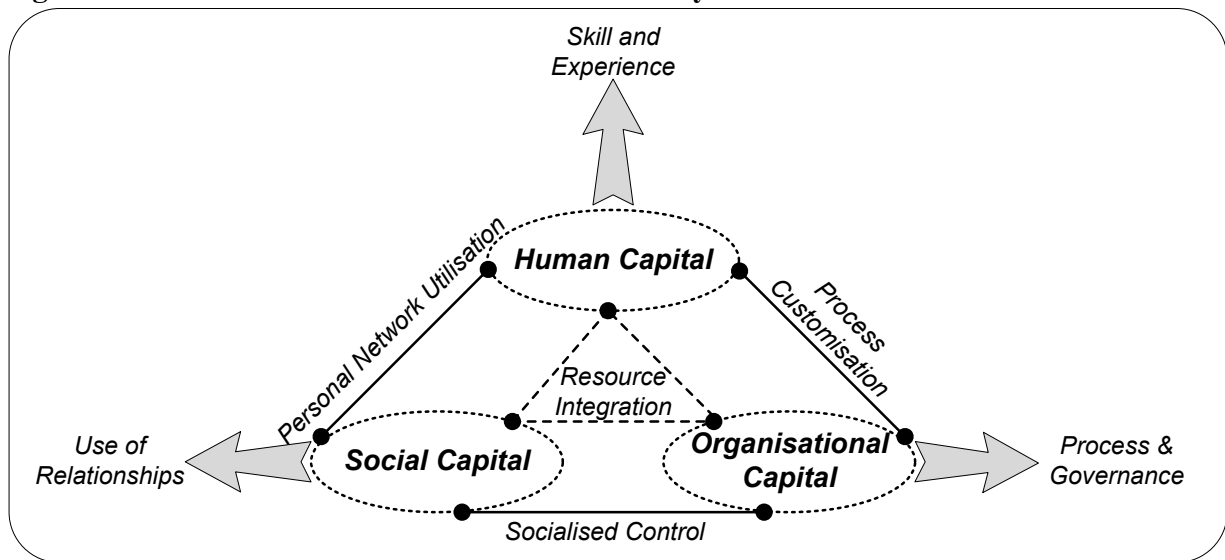 Skill and
Experience
Human Capital
Personal Network Utilisation
Process
Customisation
Resource
Integration
Use of
Relationships
Social Capital
Organisational
Capital
Process &
Governance
Socialised Control